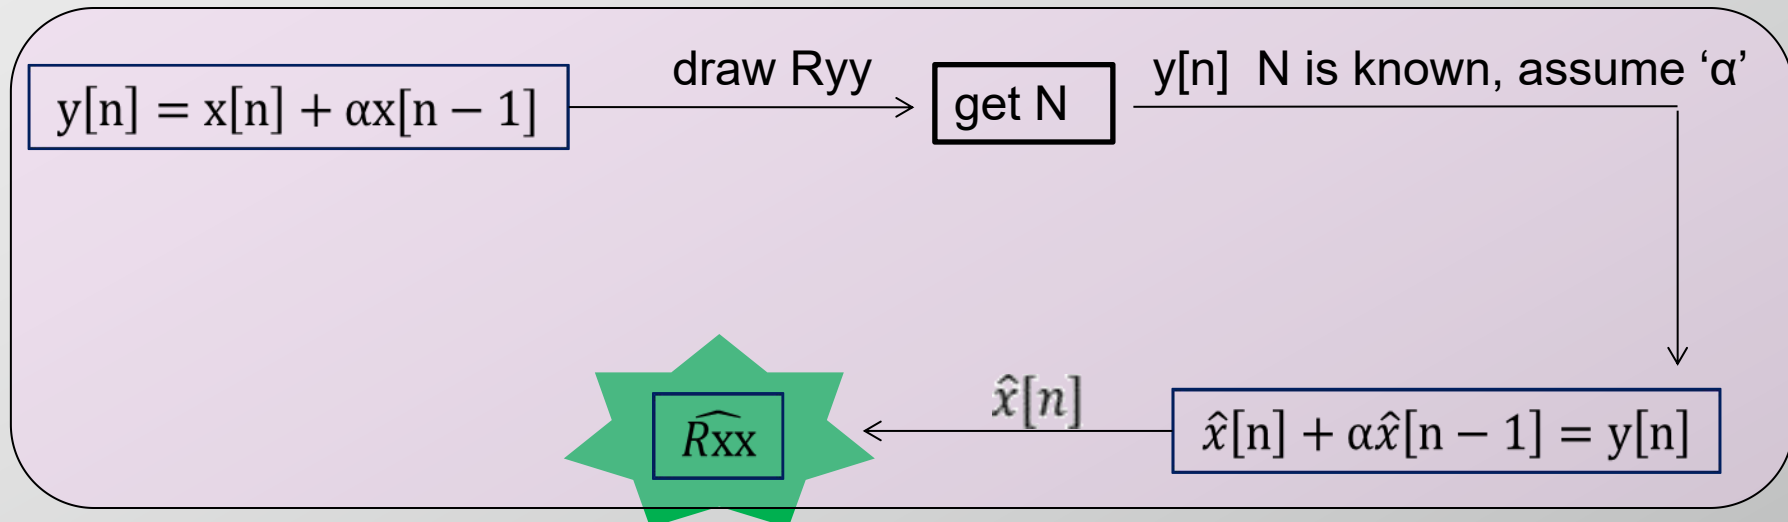 y[n] = x[n] + αx[n − 1]
draw Ryy
get N
y[n]  N is known, assume ‘α’
x̂[n] + αx̂[n − 1] = y[n]
x̂[n]
R̂xx